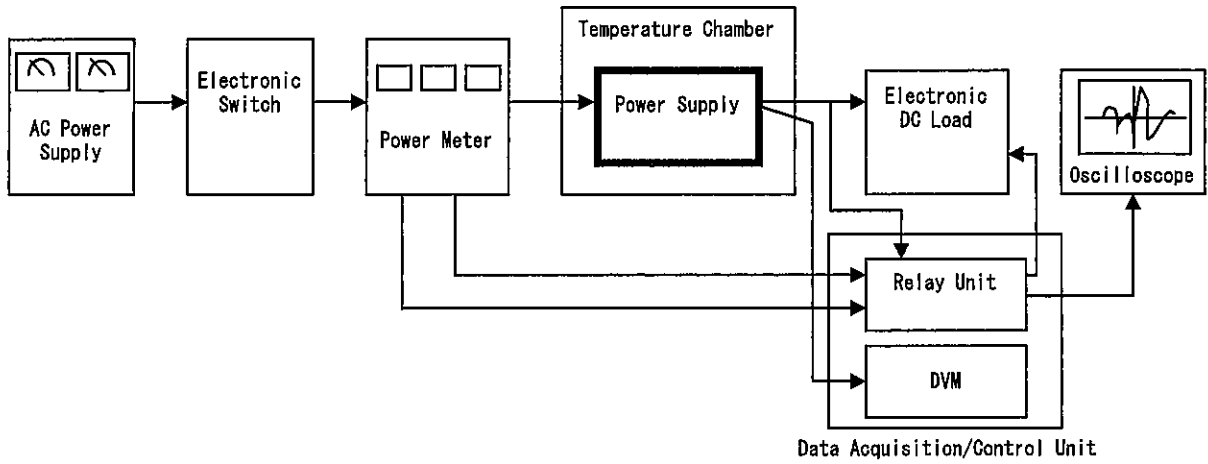 AC Power
Supply
Electronic
Switch
Power Meter
Temperature Chamber
Power Supply
Electronic
DC Load
Oscilloscope
Relay Unit
DVM
Data Acquisition/Control Unit